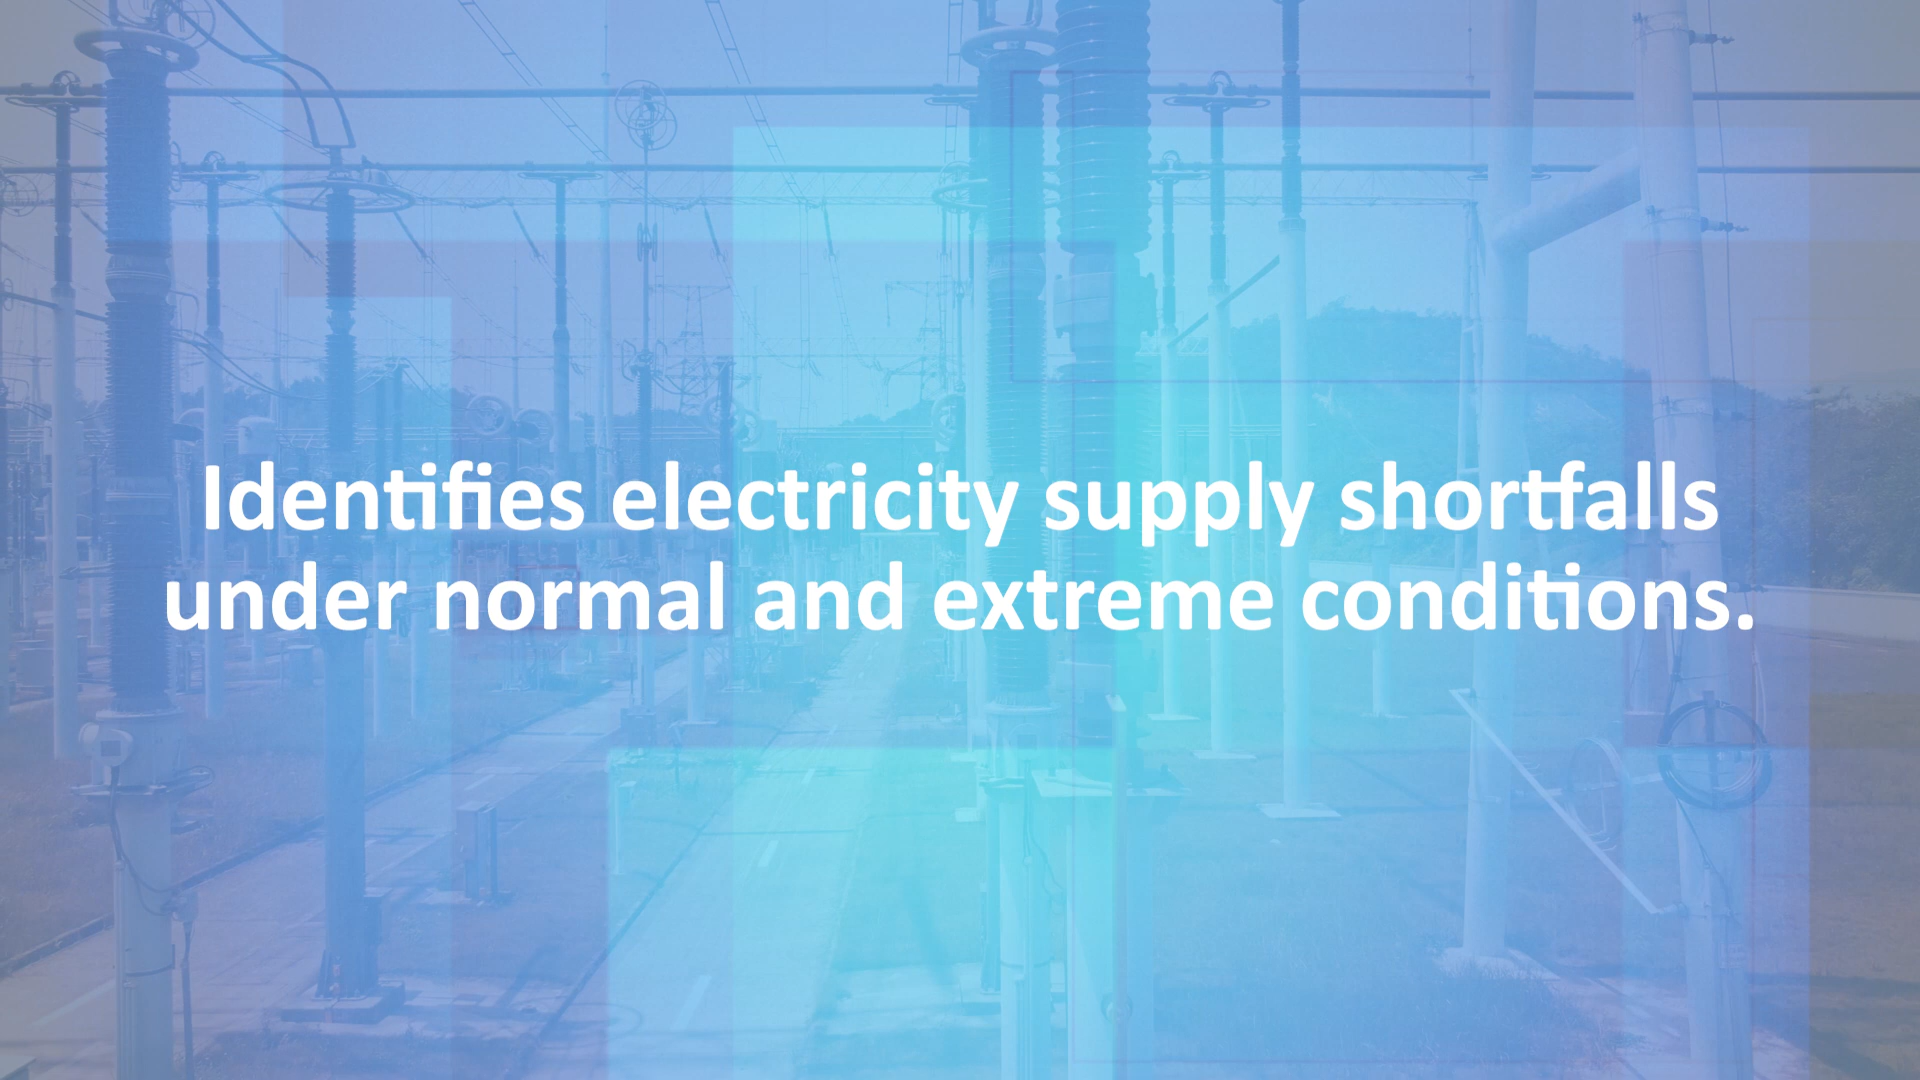 Identifies electricity supply shortfalls
under normal and extreme conditions.